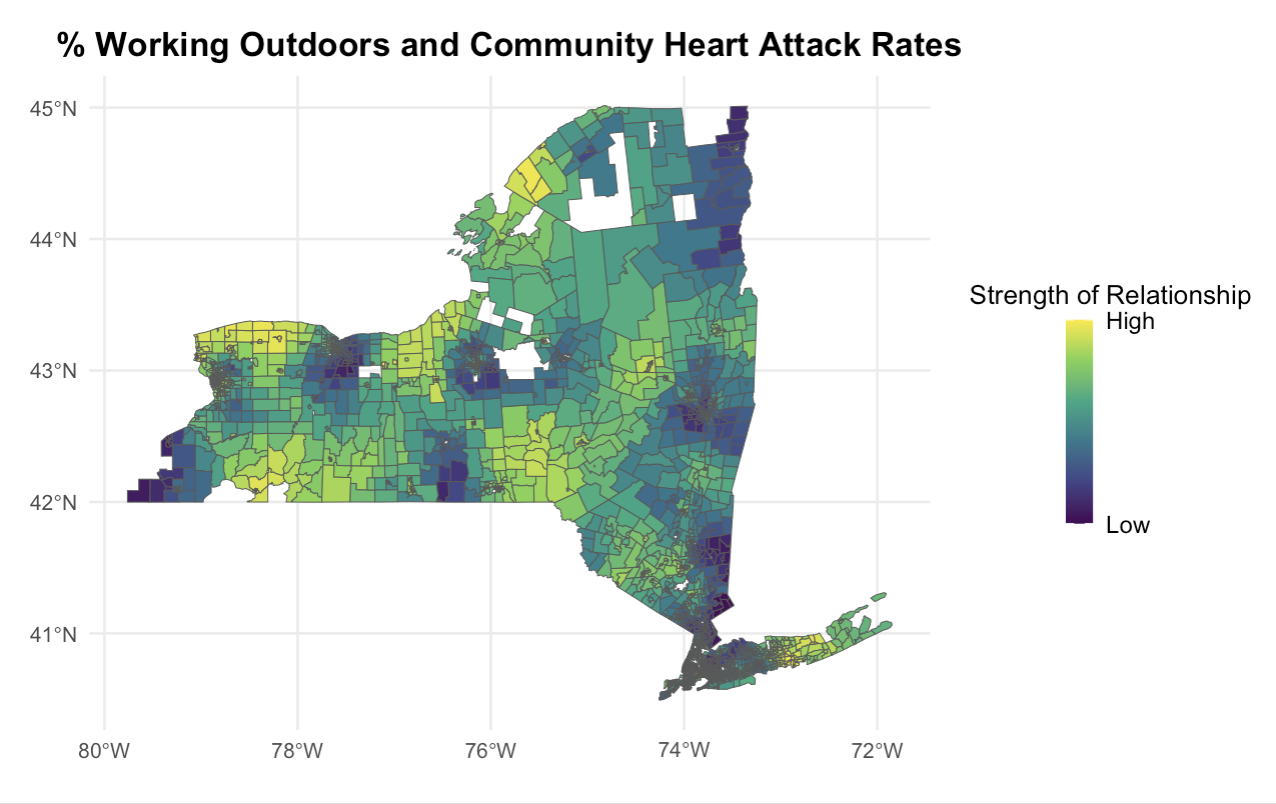 % Working Outdoors and Community Heart Attack Rates
45°N
44°N
43°N
42°N
41°N
80°W
78°W
76°W
74°W
72°W
Strength of Relationship
High
Low